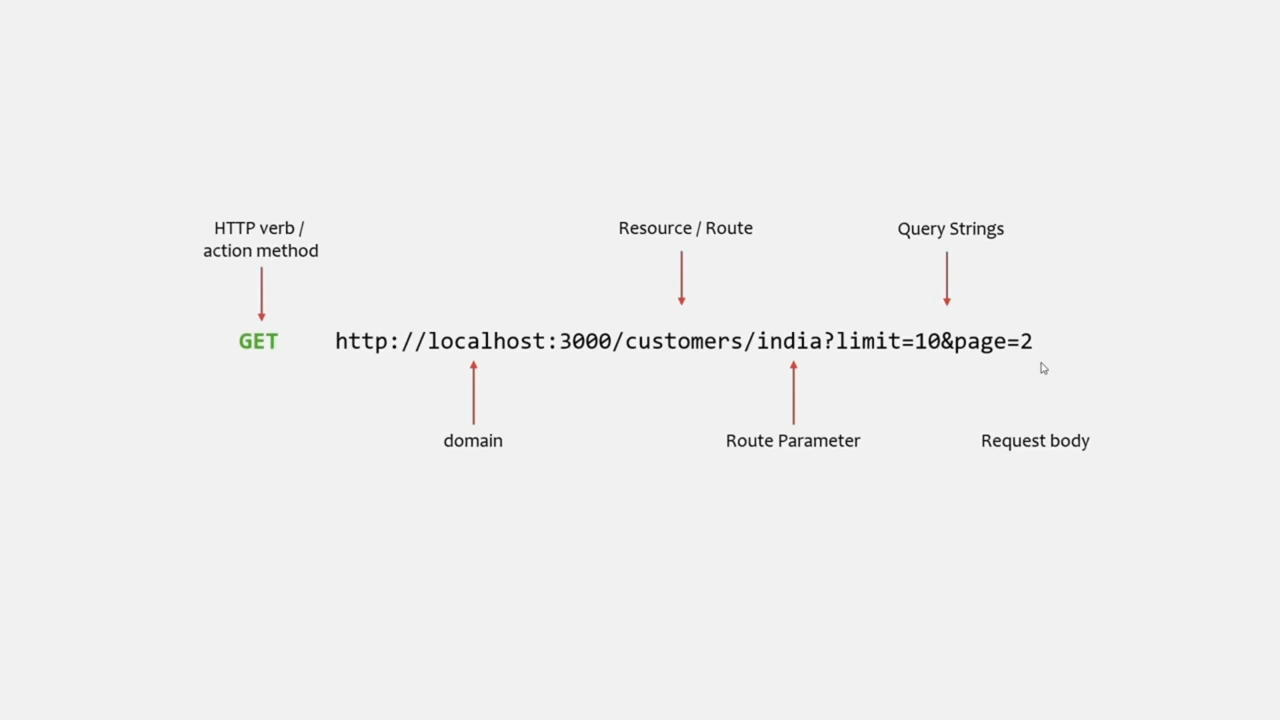 HTTP verb /
action method
Resource / Route
Query Strings
GET http://localhost:3000/customers/india?limit=10&page=2
domain
Route Parameter
Request body